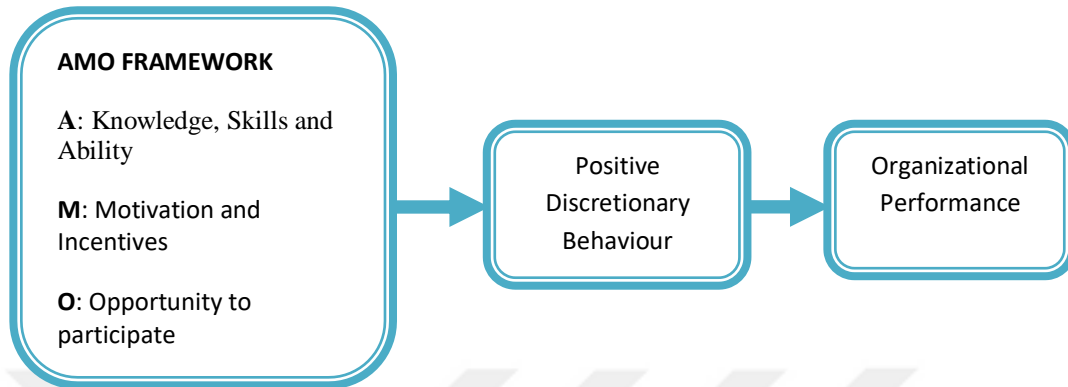 AMO FRAMEWORK
A: Knowledge, Skills and
Ability
M: Motivation and
Incentives
O: Opportunity to
participate
Positive
Discretionary
Behaviour
Organizational
Performance